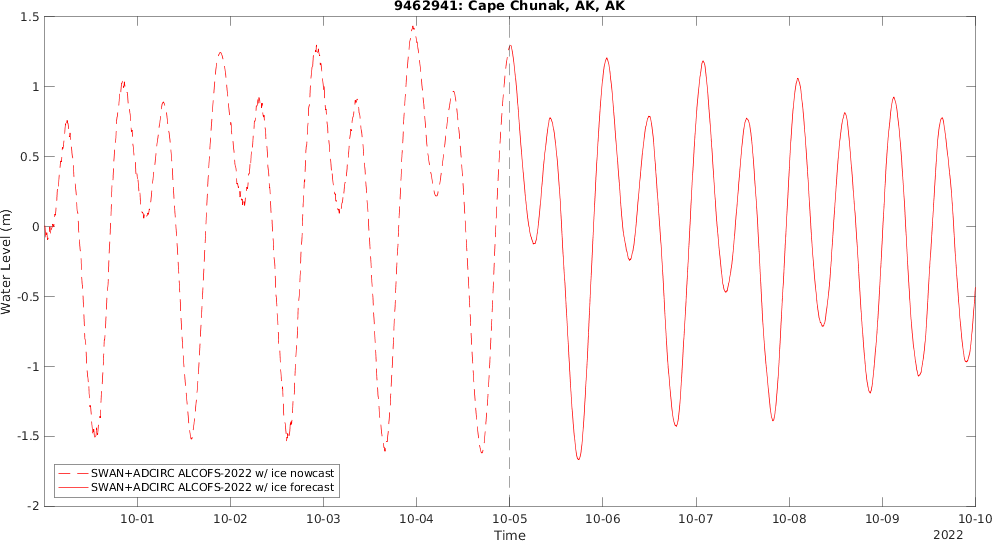 9462941: Cape Chunak, AK, AK
1.5
1
0.5
0
-0.5
-1
-1.5
-2
Water Level (m)
SWAN+ADCIRC ALCOFS-2022 w/ ice nowcast
SWAN+ADCIRC ALCOFS-2022 w/ ice forecast
10-01 10-02 10-03 10-04 10-05 10-06 10-07 10-08 10-09 10-10
Time
2022